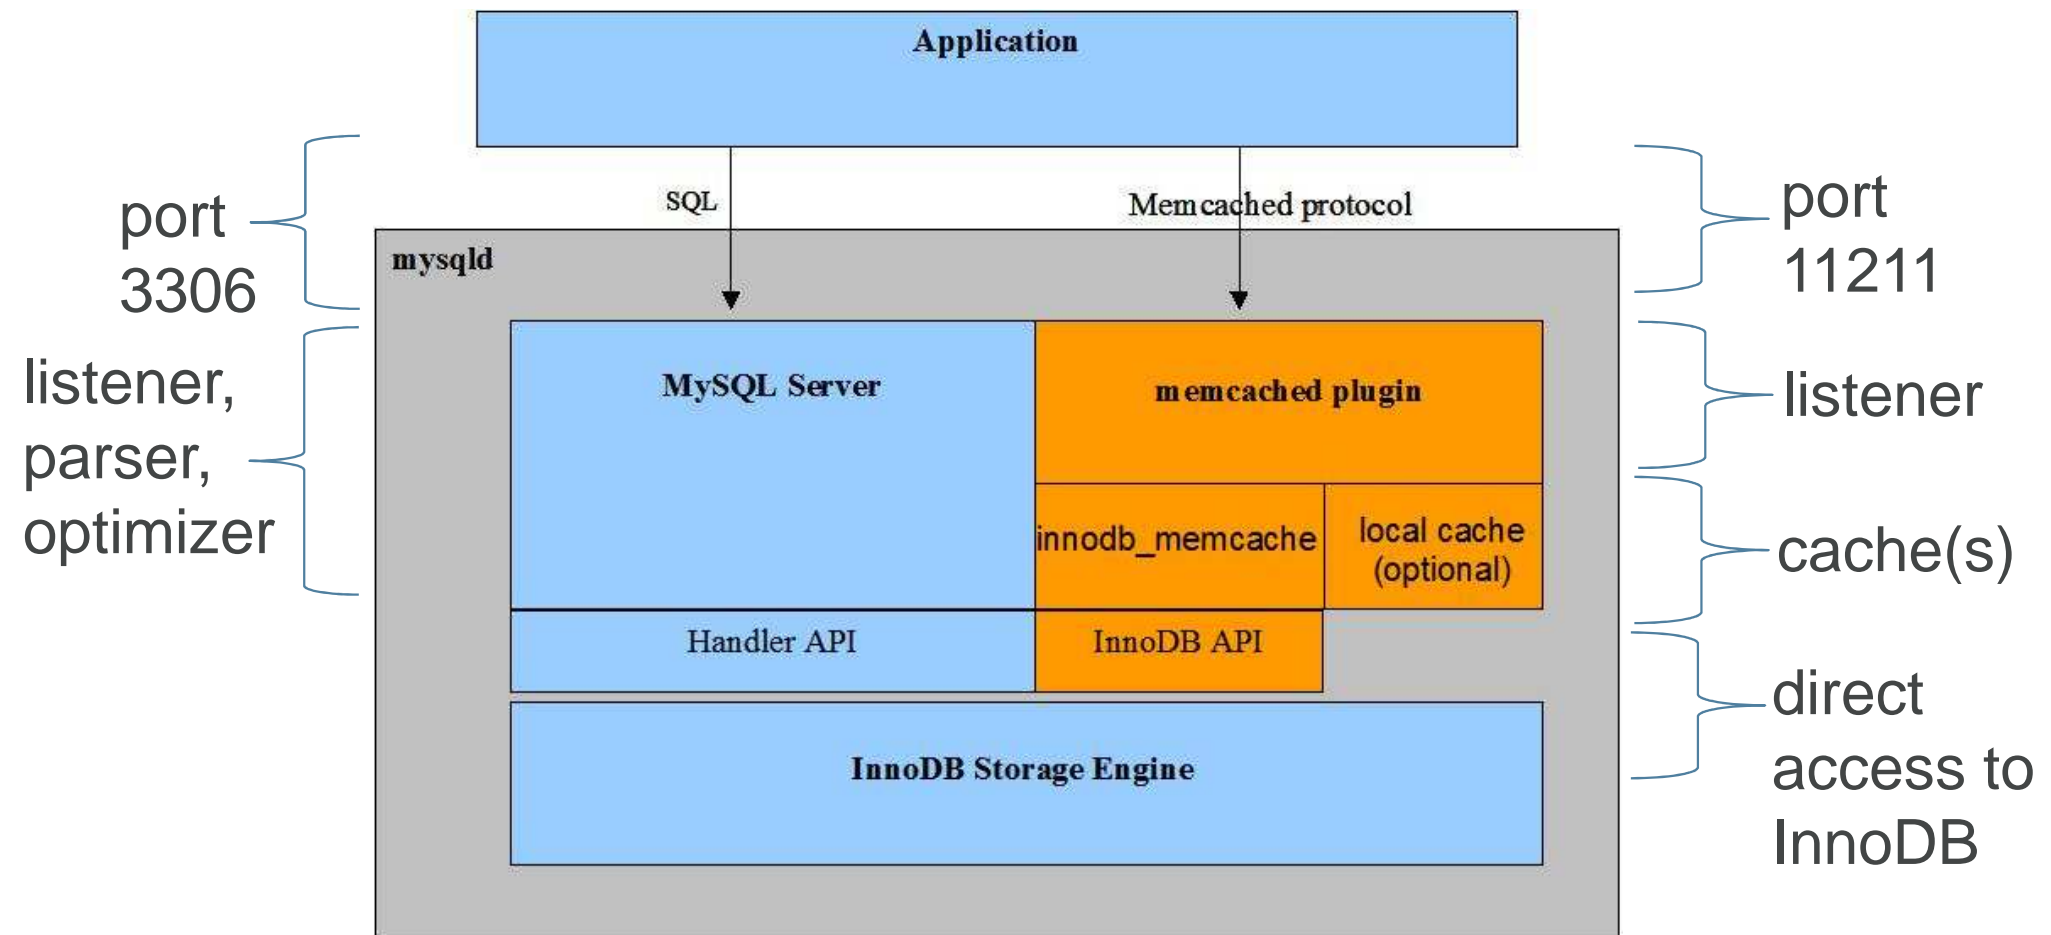 Application
SQL
Memcached protocol
port
3306
port
11211
mysqld
MySQL Server
memcached plugin
listener,
parser,
optimizer
listener
innodb_memcache
local cache
(optional)
cache(s)
Handler API
InnoDB API
InnoDB Storage Engine
direct
access to
InnoDB